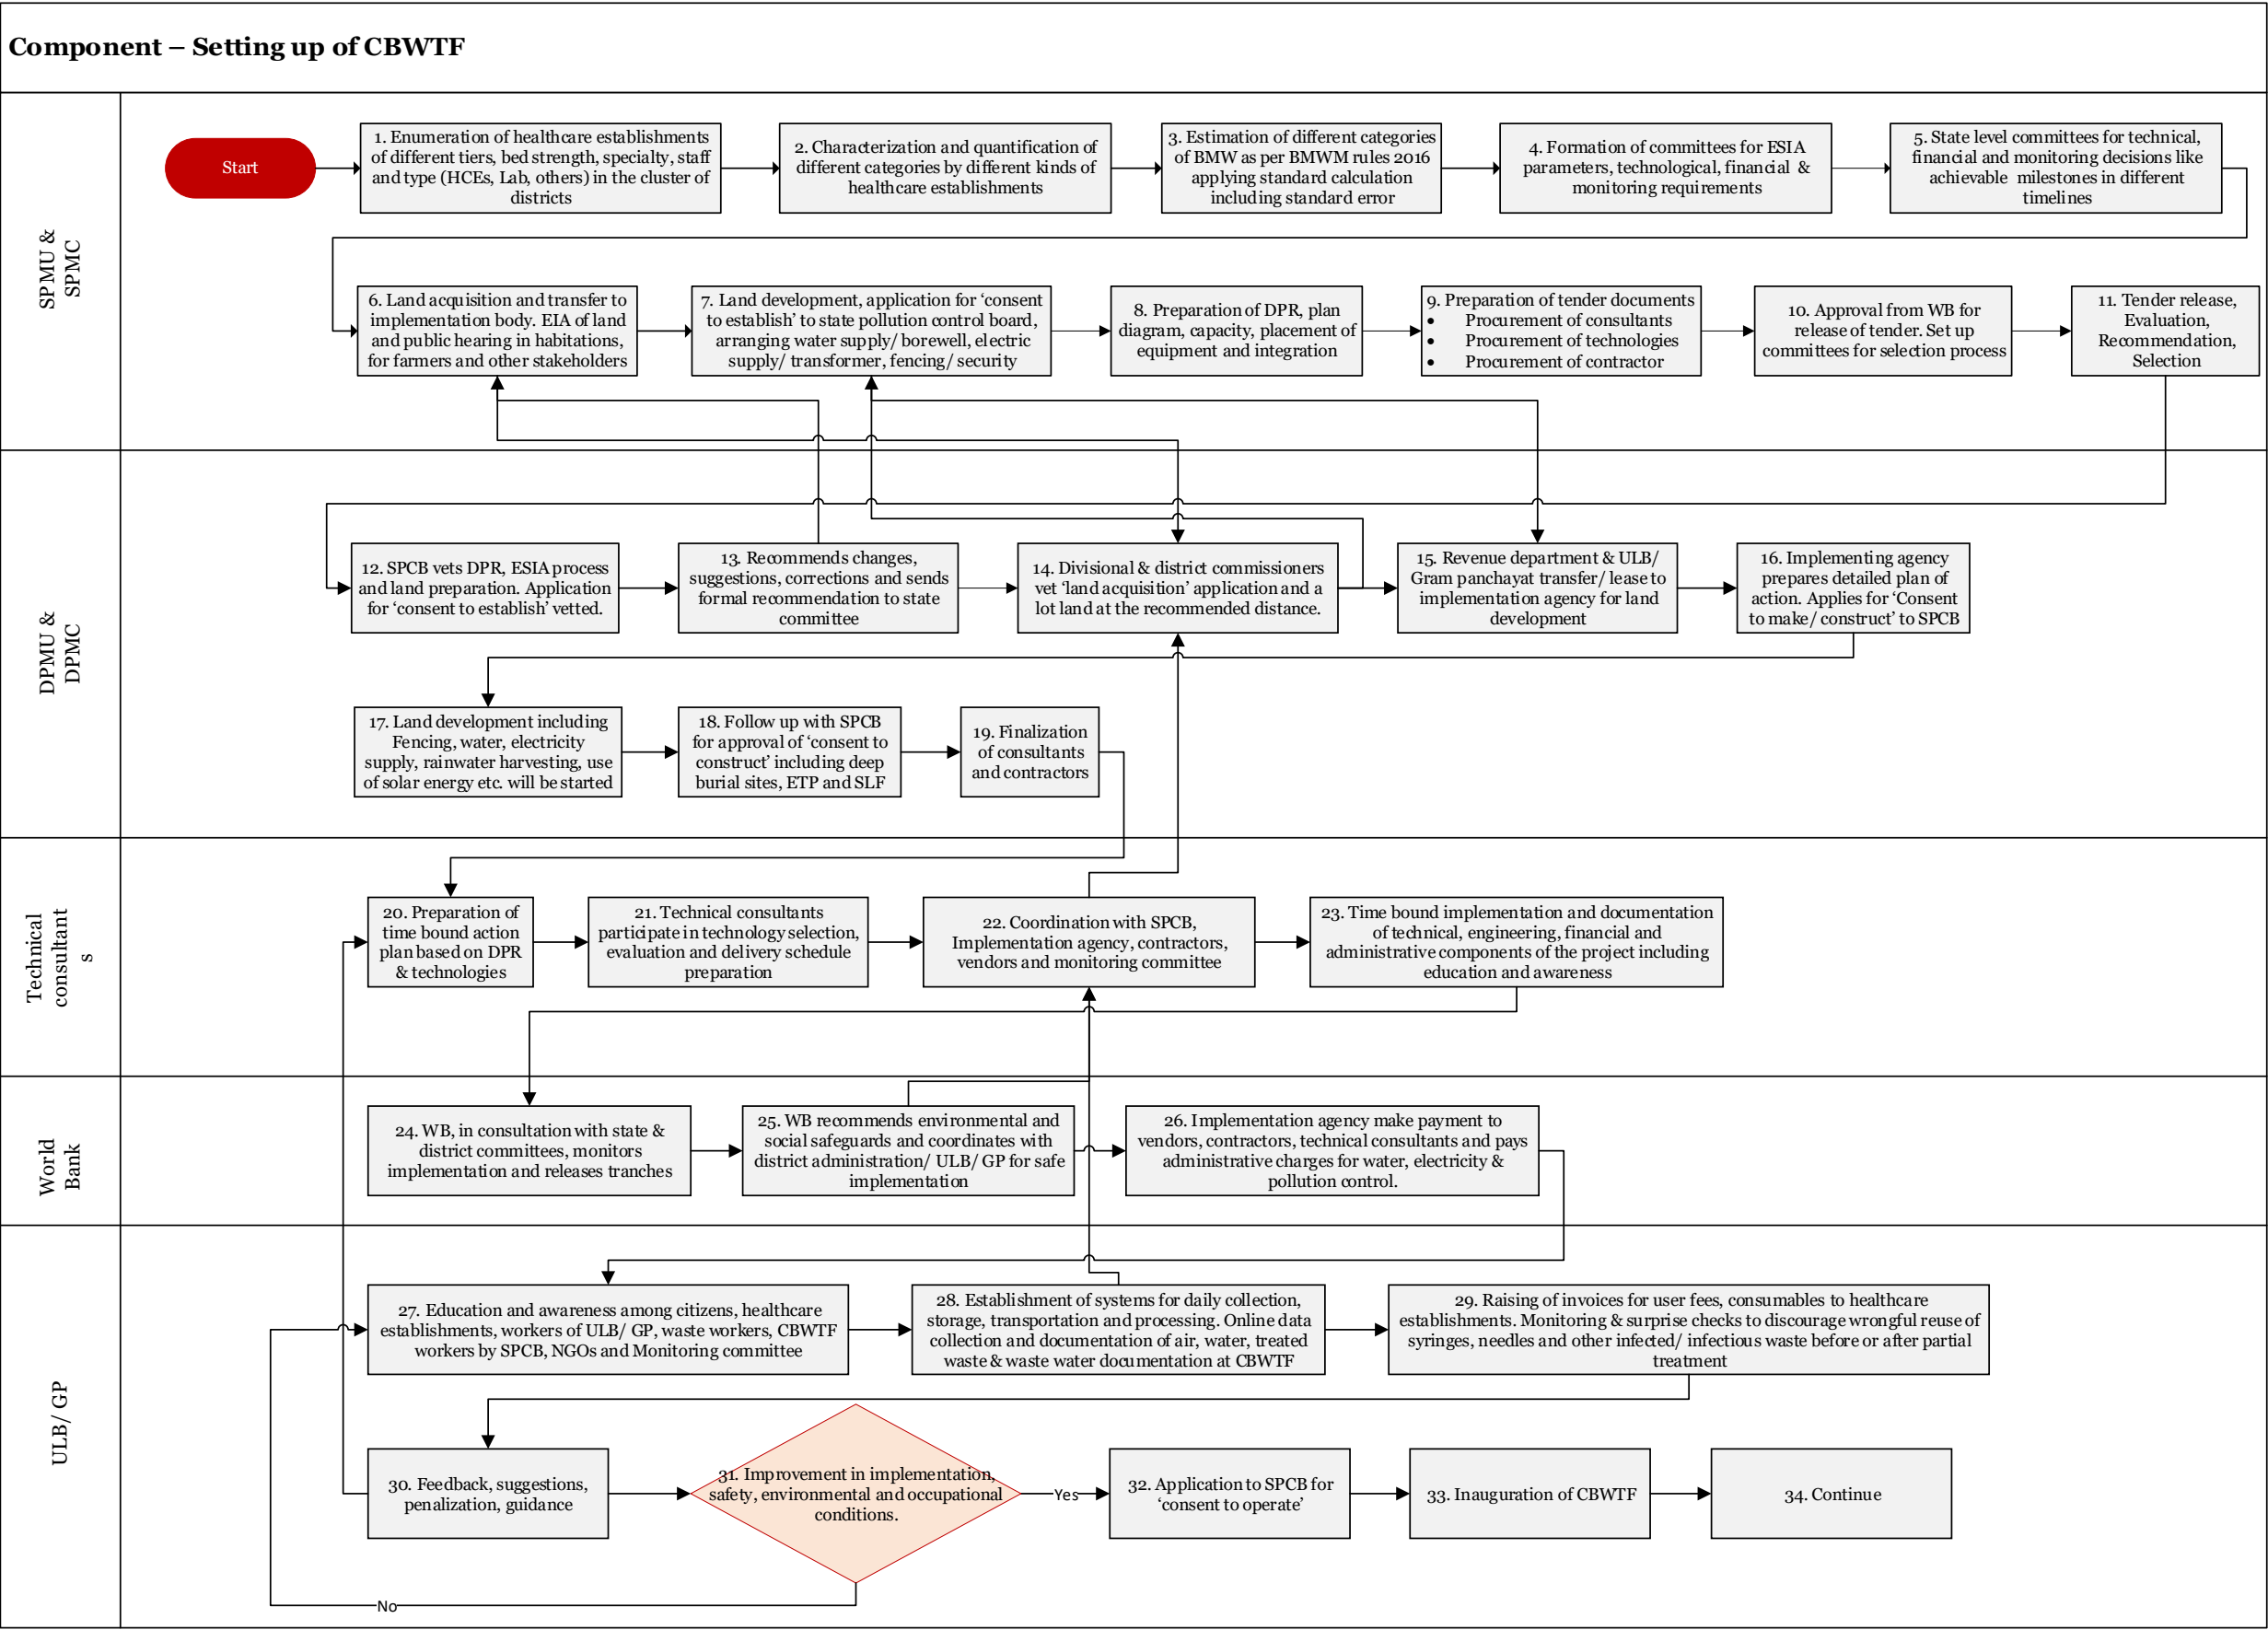 Component – Setting up of CBWTF
SPMU &
SPMC
Start
1. Enumeration of healthcare establishments
of different tiers, bed strength, specialty, staff
and type (HCEs, Lab, others) in the cluster of
districts
2. Characterization and quantification of
different categories by different kinds of
healthcare establishments
3. Estimation of different categories
of BMW as per BMWM rules 2016
applying standard calculation
including standard error
4. Formation of committees for ESIA
parameters, technological, financial &
monitoring requirements
5. State level committees for technical,
financial and monitoring decisions like
achievable milestones in different
timelines
6. Land acquisition and transfer to
implementation body. EIA of land
and public hearing in habitations,
for farmers and other stakeholders
7. Land development, application for ‘consent
to establish’ to state pollution control board,
arranging water supply/ borewell, electric
supply/ transformer, fencing/ security
8. Preparation of DPR, plan
diagram, capacity, placement of
equipment and integration
9. Preparation of tender documents
• Procurement of consultants
• Procurement of technologies
• Procurement of contractor
10. Approval from WB for
release of tender. Set up
committees for selection process
11. Tender release,
Evaluation,
Recommendation,
Selection
DPMU &
DPMC
12. SPCB vets DPR, ESIA process
and land preparation. Application
for ‘consent to establish’ vetted.
13. Recommends changes,
suggestions, corrections and sends
formal recommendation to state
committee
14. Divisional & district commissioners
vet ‘land acquisition’ application and a
lot land at the recommended distance.
15. Revenue department & ULB/
Gram panchayat transfer/ lease to
implementation agency for land
development
16. Implementing agency
prepares detailed plan of
action. Applies for ‘Consent
to make/ construct’ to SPCB
17. Land development including
Fencing, water, electricity
supply, rainwater harvesting, use
of solar energy etc. will be started
18. Follow up with SPCB
for approval of ‘consent to
construct’ including deep
burial sites, ETP and SLF
19. Finalization
of consultants
and contractors
Technical
consultant
s
20. Preparation of
time bound action
plan based on DPR
& technologies
21. Technical consultants
participate in technology selection,
evaluation and delivery schedule
preparation
22. Coordination with SPCB,
Implementation agency, contractors,
vendors and monitoring committee
23. Time bound implementation and documentation
of technical, engineering, financial and
administrative components of the project including
education and awareness
World
Bank
24. WB, in consultation with state &
district committees, monitors
implementation and releases tranches
25. WB recommends environmental and
social safeguards and coordinates with
district administration/ ULB/ GP for safe
implementation
26. Implementation agency make payment to
vendors, contractors, technical consultants and pays
administrative charges for water, electricity &
pollution control.
ULB/ GP
27. Education and awareness among citizens, healthcare
establishments, workers of ULB/ GP, waste workers, CBWTF
workers by SPCB, NGOs and Monitoring committee
28. Establishment of systems for daily collection,
storage, transportation and processing. Online data
collection and documentation of air, water, treated
waste & waste water documentation at CBWTF
29. Raising of invoices for user fees, consumables to healthcare
establishments. Monitoring & surprise checks to discourage wrongful reuse of
syringes, needles and other infected/ infectious waste before or after partial
treatment
30. Feedback, suggestions,
penalization, guidance
31. Improvement in implementation,
safety, environmental and occupational
conditions.
Yes
32. Application to SPCB for
‘consent to operate’
33. Inauguration of CBWTF
34. Continue
No